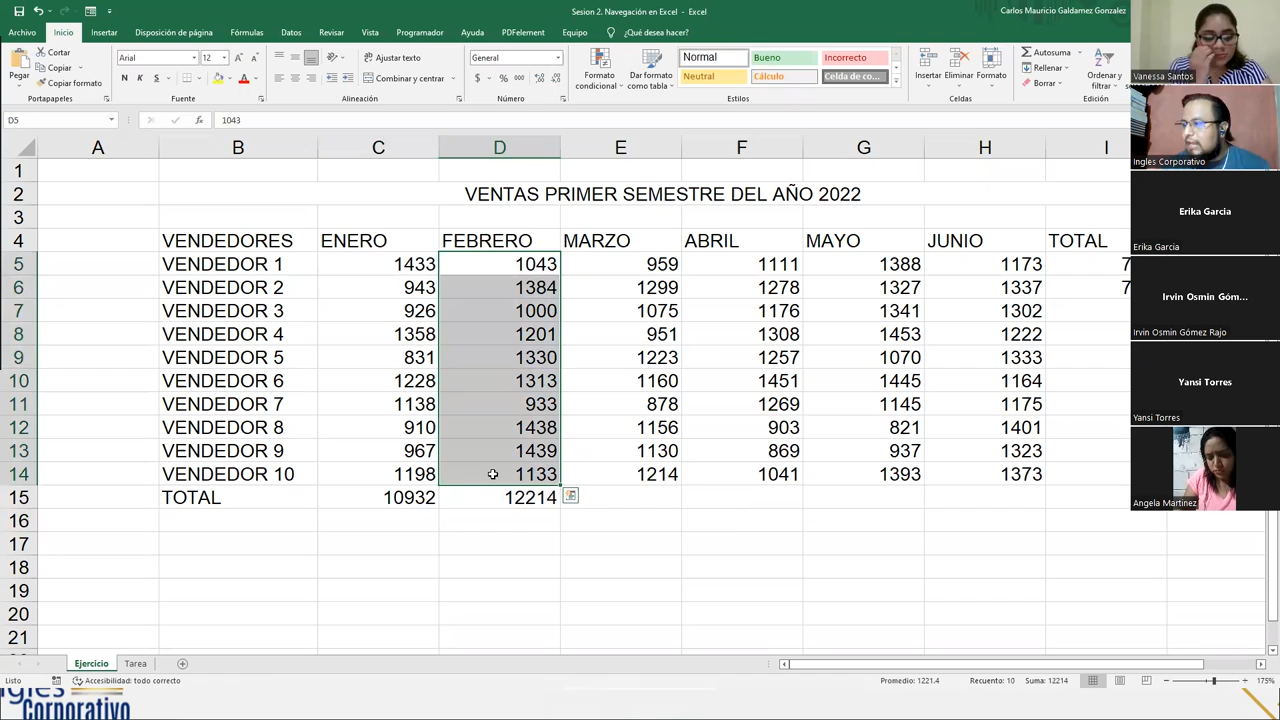 Sesion 2. Navegación en Excel - Excel
Carlos Mauricio Galdamez Gonzalez
Archivo Inicio Insertar Disposición de página Fórmulas Datos Revisar Vista Programador Ayuda PDFelement Equipo ¿Qué desea hacer?
Pegar
Cortar
Copiar
Copiar formato
Portapapeles
Arial 12
N K S
Fuente
Ajustar texto
Combinar y centrar
Alineación
General
$ % 000
Número
Formato condicional
Dar formato como tabla
Normal Bueno Incorrecto
Neutral Cálculo Celda de co...
Estilos
Insertar Eliminar Formato
Celdas
Autosuma
Rellenar
Borrar
Ordenar y filtrar
Edición
D5 1043
A B C D E F G H I
1
2 VENTAS PRIMER SEMESTRE DEL AÑO 2022
3
4 VENDEDORES ENERO FEBRERO MARZO ABRIL MAYO JUNIO TOTAL
5 VENDEDOR 1 1433 1043 959 1111 1388 1173 7
6 VENDEDOR 2 943 1384 1299 1278 1327 1337 7
7 VENDEDOR 3 926 1000 1075 1176 1341 1302
8 VENDEDOR 4 1358 1201 951 1308 1453 1222
9 VENDEDOR 5 831 1330 1223 1257 1070 1333
10 VENDEDOR 6 1228 1313 1160 1451 1445 1164
11 VENDEDOR 7 1138 933 878 1269 1145 1175
12 VENDEDOR 8 910 1438 1156 903 821 1401
13 VENDEDOR 9 967 1439 1130 869 937 1323
14 VENDEDOR 10 1198 1133 1214 1041 1393 1373
15 TOTAL 10932 12214
16
17
18
19
20
21
Ejercicio Tarea
Listo Accesibilidad: todo correcto Promedio: 1221.4 Recuento: 10 Suma: 12214 175%
Ingles
Corporativo
Vanessa Santos
Ingles Corporativo
Erika Garcia
Erika Garcia
Irvin Osmin Góm...
Irvin Osmin Gómez Rajo
Yansi Torres
Yansi Torres
Angela Martinez